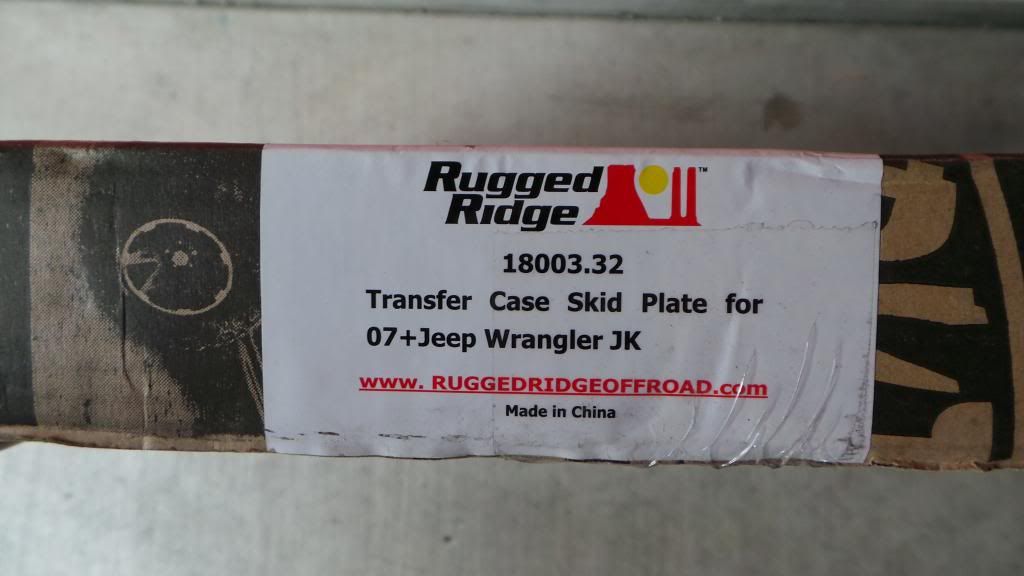 Rugged
Ridge ™
18003.32
Transfer Case Skid Plate for
07+Jeep Wrangler JK
www. RUGGEDRIDGEOFFROAD.com
Made in China